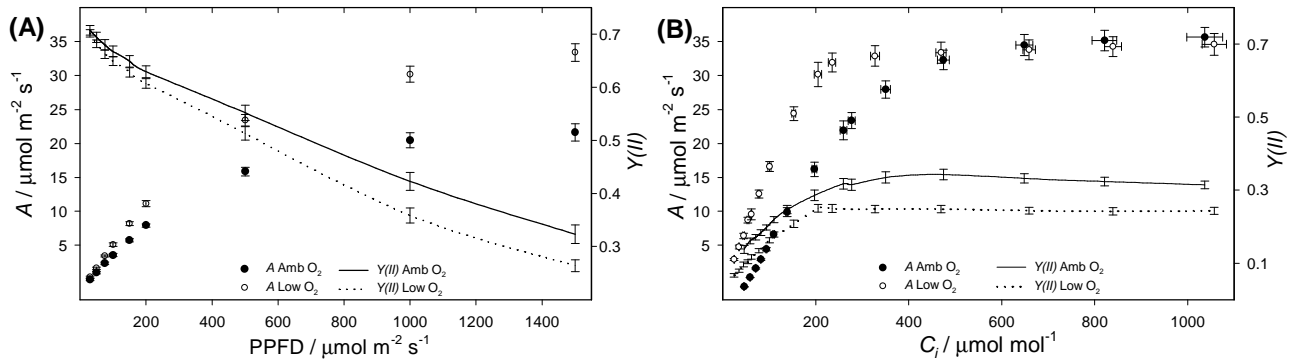 (A)
35
30
25
20
15
10
5
A / μmol m⁻² s⁻¹
0.7
0.6
0.5
0.4
0.3
Y(II)
A Amb O₂ Y(II) Amb O₂
A Low O₂ Y(II) Low O₂
200 400 600 800 1000 1200 1400
PPFD / μmol m⁻² s⁻¹
(B)
35
30
25
20
15
10
5
A / μmol m⁻² s⁻¹
0.7
0.5
0.3
0.1
Y(II)
A Amb O₂ Y(II) Amb O₂
A Low O₂ Y(II) Low O₂
0 200 400 600 800 1000
Cᵢ / μmol mol⁻¹